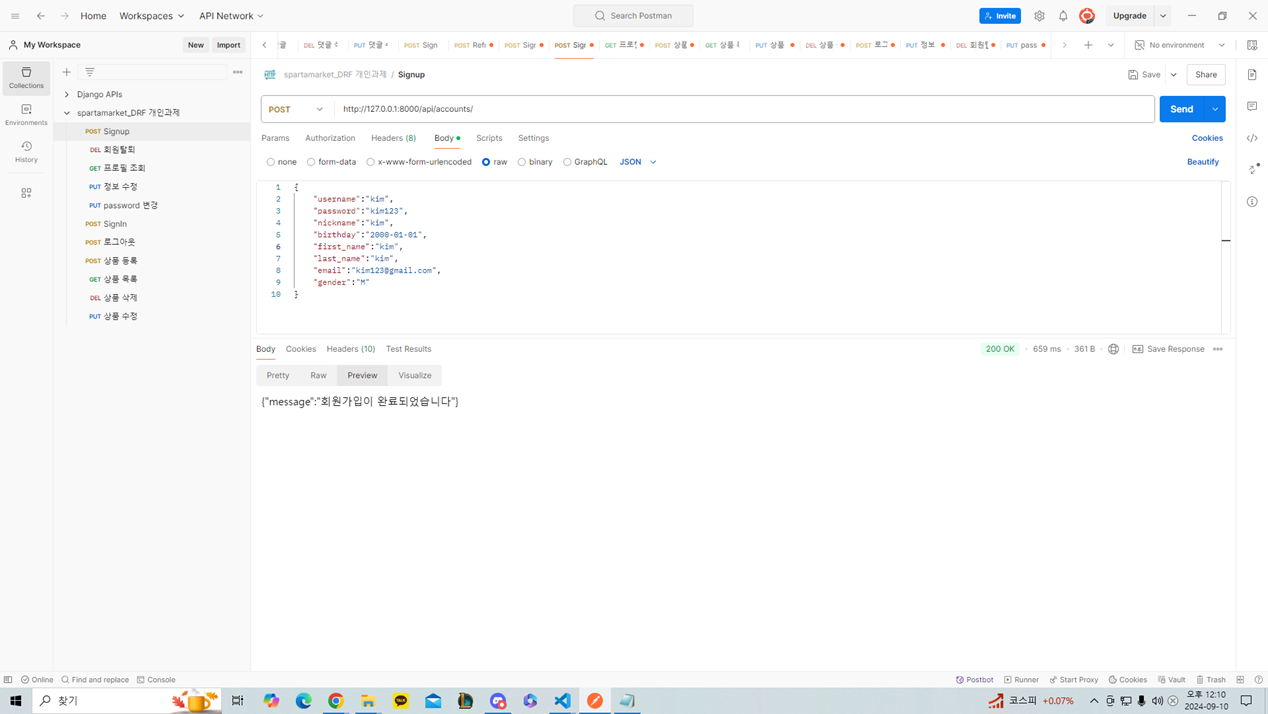 Home Workspaces API Network Search Postman Invite Upgrade
My Workspace New Import
DEL 댓글 PUT 댓글 POST Sign POST Refr POST Sign POST Sign GET 프로필 POST 상품 GET 상품 PUT 상품 DEL 상품 POST 로그 PUT 정보 DEL 회원탈 PUT pass No environment
Collections
Environments
History
Django APIs
spartamarket_DRF 개인과제
POST Signup
DEL 회원탈퇴
GET 프로필 조회
PUT 정보 수정
PUT password 변경
POST SignIn
POST 로그아웃
POST 상품 등록
GET 상품 목록
DEL 상품 삭제
PUT 상품 수정
spartamarket_DRF 개인과제 / Signup Save Share
POST http://127.0.0.1:8000/api/accounts/ Send
Params Authorization Headers (8) Body Scripts Settings Cookies
none form-data x-www-form-urlencoded raw binary GraphQL JSON Beautify
1 {
2 "username":"kim",
3 "password":"kim123",
4 "nickname":"kim",
5 "birthday":"2000-01-01",
6 "first_name":"kim",
7 "last_name":"kim",
8 "email":"kim123@gmail.com",
9 "gender":"M"
10 }
Body Cookies Headers (10) Test Results 200 OK 659 ms 361 B Save Response
Pretty Raw Preview Visualize
{"message":"회원가입이 완료되었습니다"}
Online Find and replace Console Postbot Runner Start Proxy Cookies Vault Trash
찾기 코스피 +0.07% 오후 12:10
2024-09-10